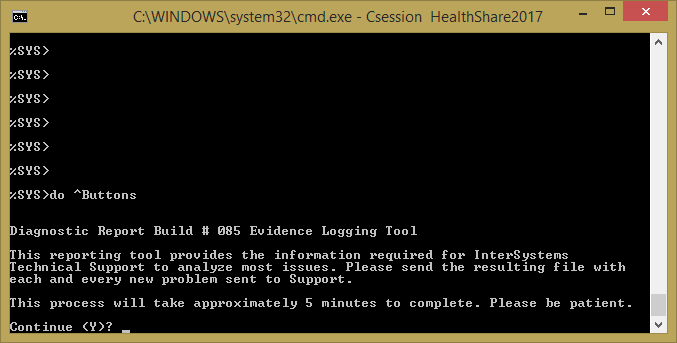 C:\WINDOWS\system32\cmd.exe - Csession  HealthShare2017
%SYS>
%SYS>
%SYS>
%SYS>
%SYS>
%SYS>
%SYS>do ^Buttons
Diagnostic Report Build # 085 Evidence Logging Tool
This reporting tool provides the information required for InterSystems
Technical Support to analyze most issues. Please send the resulting file with
each and every new problem sent to Support.
This process will take approximately 5 minutes to complete. Please be patient.
Continue (Y)? _